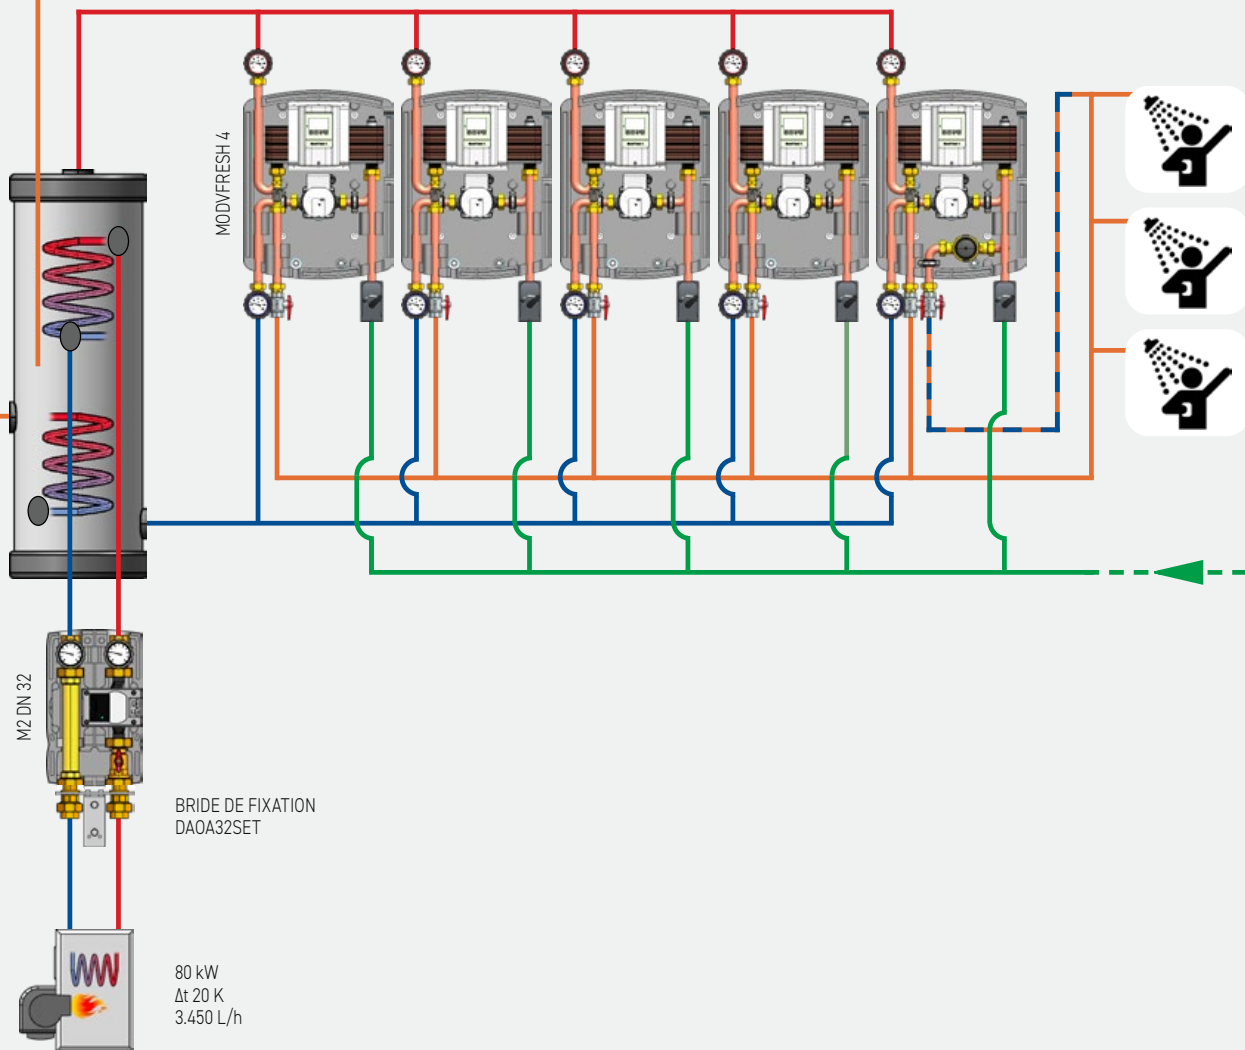 MODVFRESH 4
M2 DN 32
BRIDE DE FIXATION
DAOA32SET
80 kW
Δt 20 K
3.450 L/h